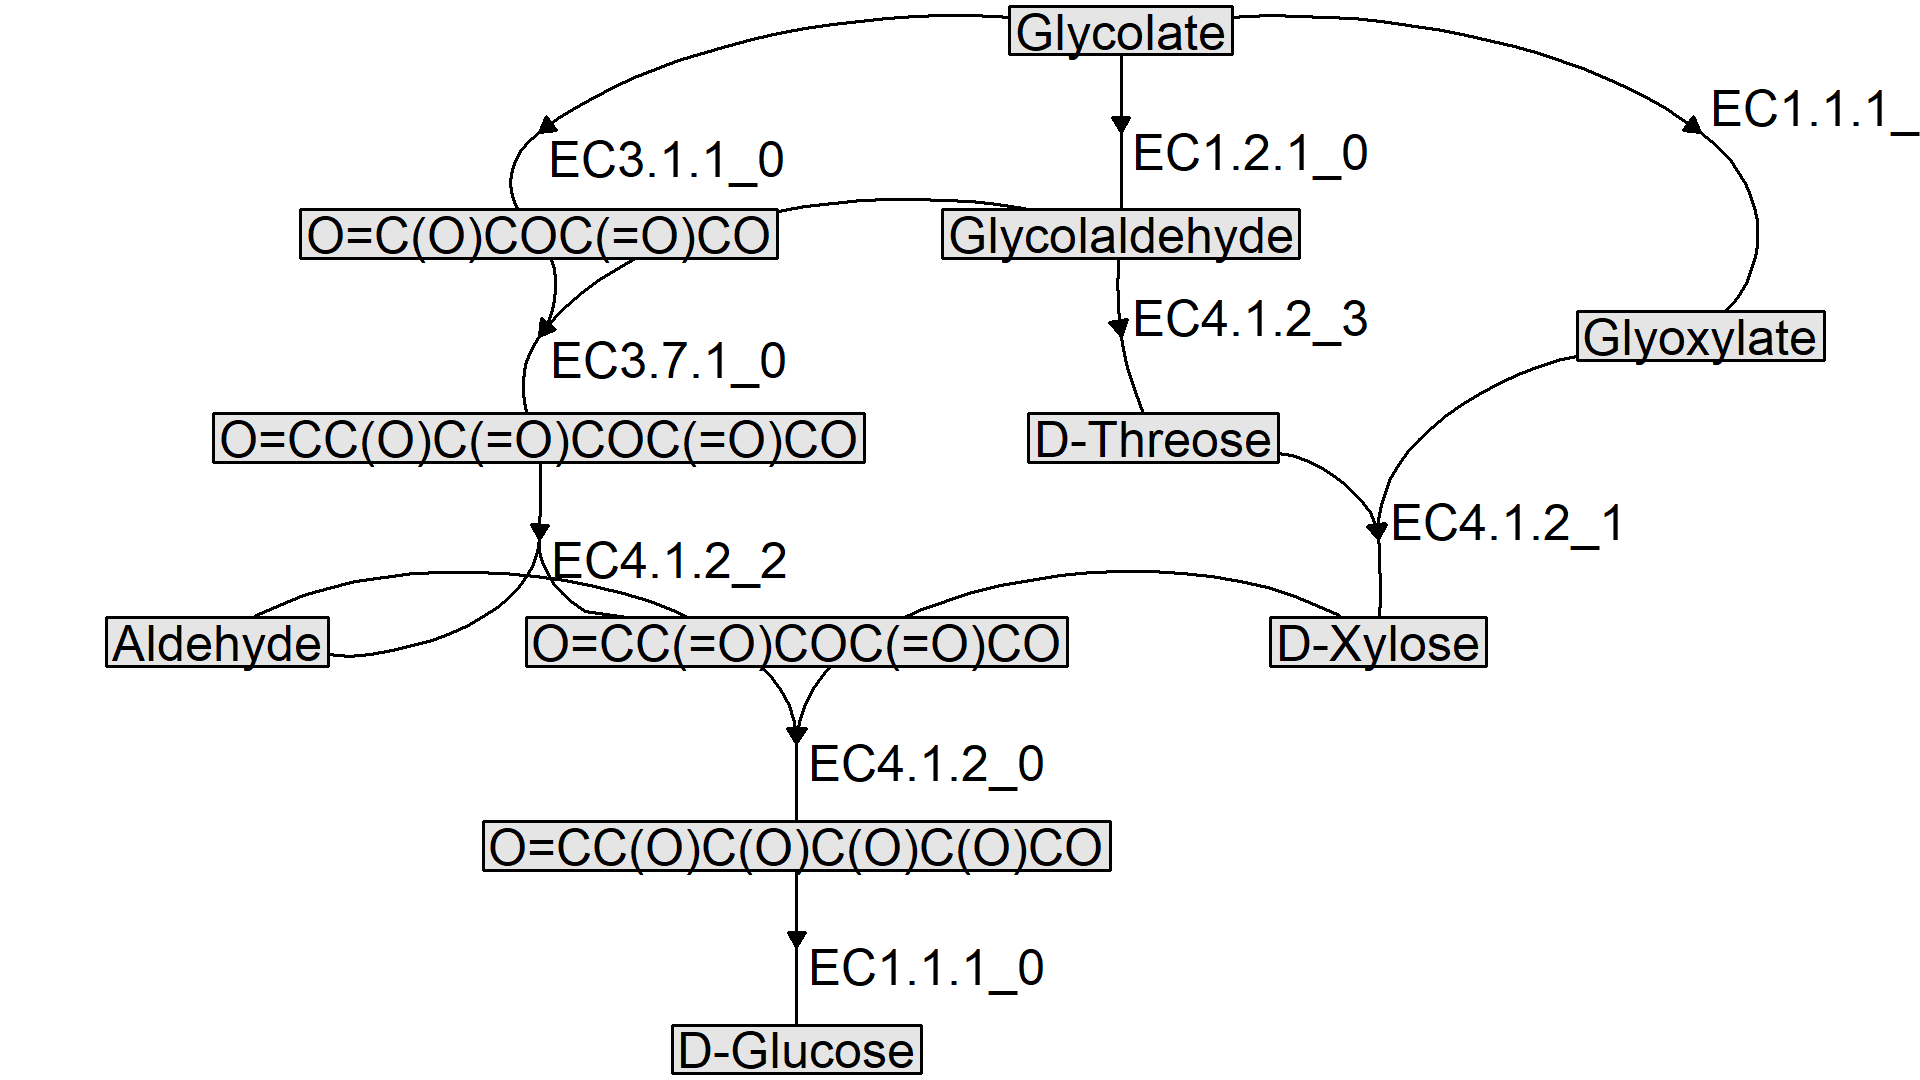 Glycolate
EC1.1.1_
EC3.1.1_0
EC1.2.1_0
O=C(O)COC(=O)CO
Glycolaldehyde
EC4.1.2_3
Glyoxylate
EC3.7.1_0
O=CC(O)C(=O)COC(=O)CO
D-Threose
EC4.1.2_1
EC4.1.2_2
Aldehyde
O=CC(=O)COC(=O)CO
D-Xylose
EC4.1.2_0
O=CC(O)C(O)C(O)C(O)CO
EC1.1.1_0
D-Glucose